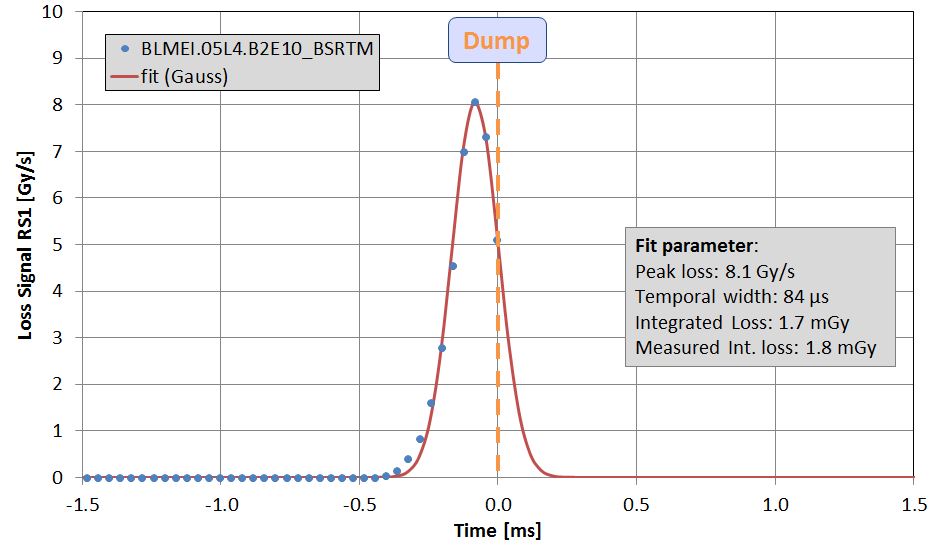 Dump
BLMEI.05L4.B2E10_BSRTM
fit (Gauss)
Loss Signal RS1 [Gy/s]
10
9
8
7
6
5
4
3
2
1
0
Fit parameter:
Peak loss: 8.1 Gy/s
Temporal width: 84 µs
Integrated Loss: 1.7 mGy
Measured Int. loss: 1.8 mGy
-1.5 -1.0 -0.5 0.0 0.5 1.0 1.5
Time [ms]